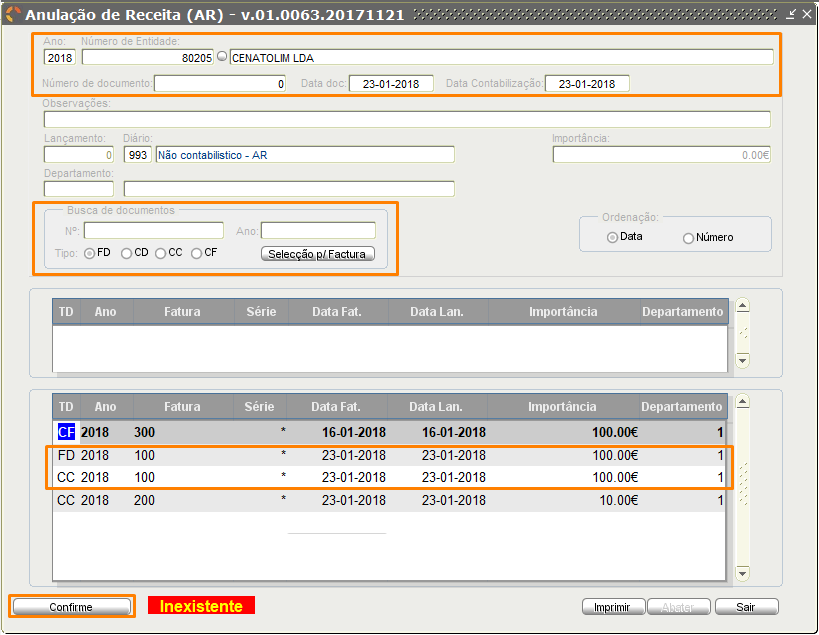 Anulação de Receita (AR) - v.01.0063.20171121
Ano: Número de Entidade:
2018 80205 CENATOLIM LDA
Número de documento: 0 Data doc: 23-01-2018 Data Contabilização: 23-01-2018
Observações:
Lançamento: Diário: Importância:
0 993 Não contabilistico - AR 0.00€
Departamento:
Busca de documentos
Nº: Ano:
Tipo: FD CD CC CF Selecção p/ Factura
Ordenação:
Data Número
TD Ano Fatura Série Data Fat. Data Lan. Importância Departamento
TD Ano Fatura Série Data Fat. Data Lan. Importância Departamento
CF 2018 300 * 16-01-2018 16-01-2018 100.00€ 1
FD 2018 100 * 23-01-2018 23-01-2018 100.00€ 1
CC 2018 100 * 23-01-2018 23-01-2018 100.00€ 1
CC 2018 200 * 23-01-2018 23-01-2018 10.00€ 1
Confirme Inexistente Imprimir Abater Sair